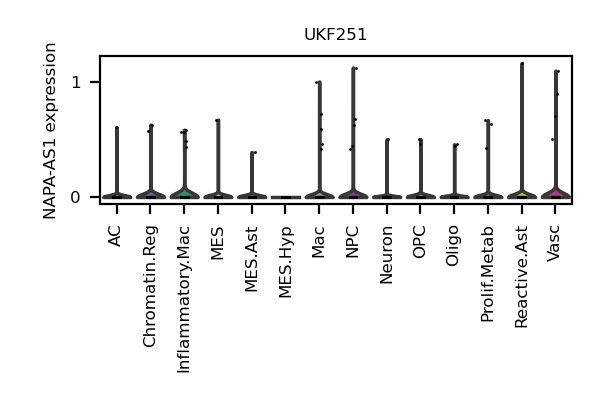 UKF251
NAPA-AS1 expression
1
0
AC
Chromatin.Reg
Inflammatory.Mac
MES
MES.Ast
MES.Hyp
Mac
NPC
Neuron
OPC
Oligo
Prolif.Metab
Reactive.Ast
Vasc